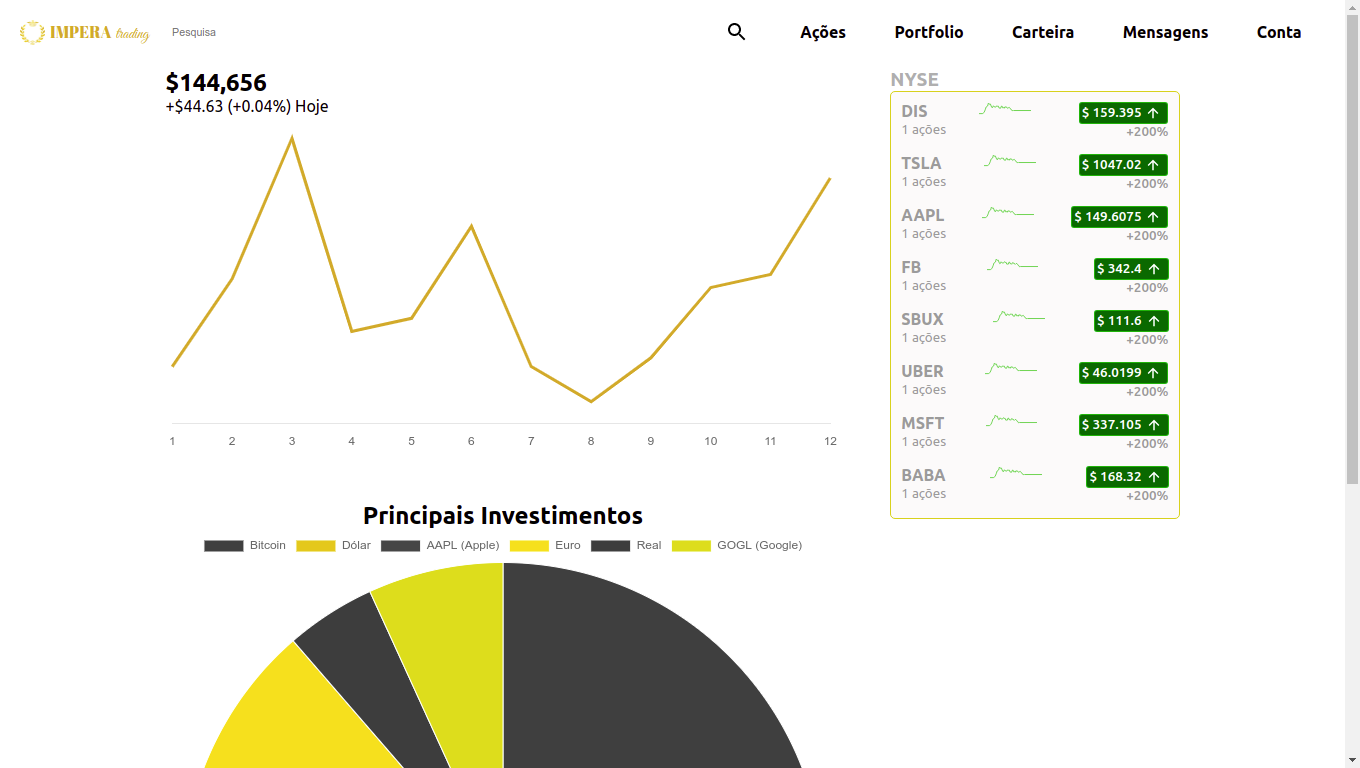 IMPERA trading
Pesquisa
Ações Portfolio Carteira Mensagens Conta
$144,656
+$44.63 (+0.04%) Hoje
1 2 3 4 5 6 7 8 9 10 11 12
Principais Investimentos
Bitcoin Dólar AAPL (Apple) Euro Real GOGL (Google)
NYSE
DIS $ 159.395
1 ações +200%
TSLA $ 1047.02
1 ações +200%
AAPL $ 149.6075
1 ações +200%
FB $ 342.4
1 ações +200%
SBUX $ 111.6
1 ações +200%
UBER $ 46.0199
1 ações +200%
MSFT $ 337.105
1 ações +200%
BABA $ 168.32
1 ações +200%